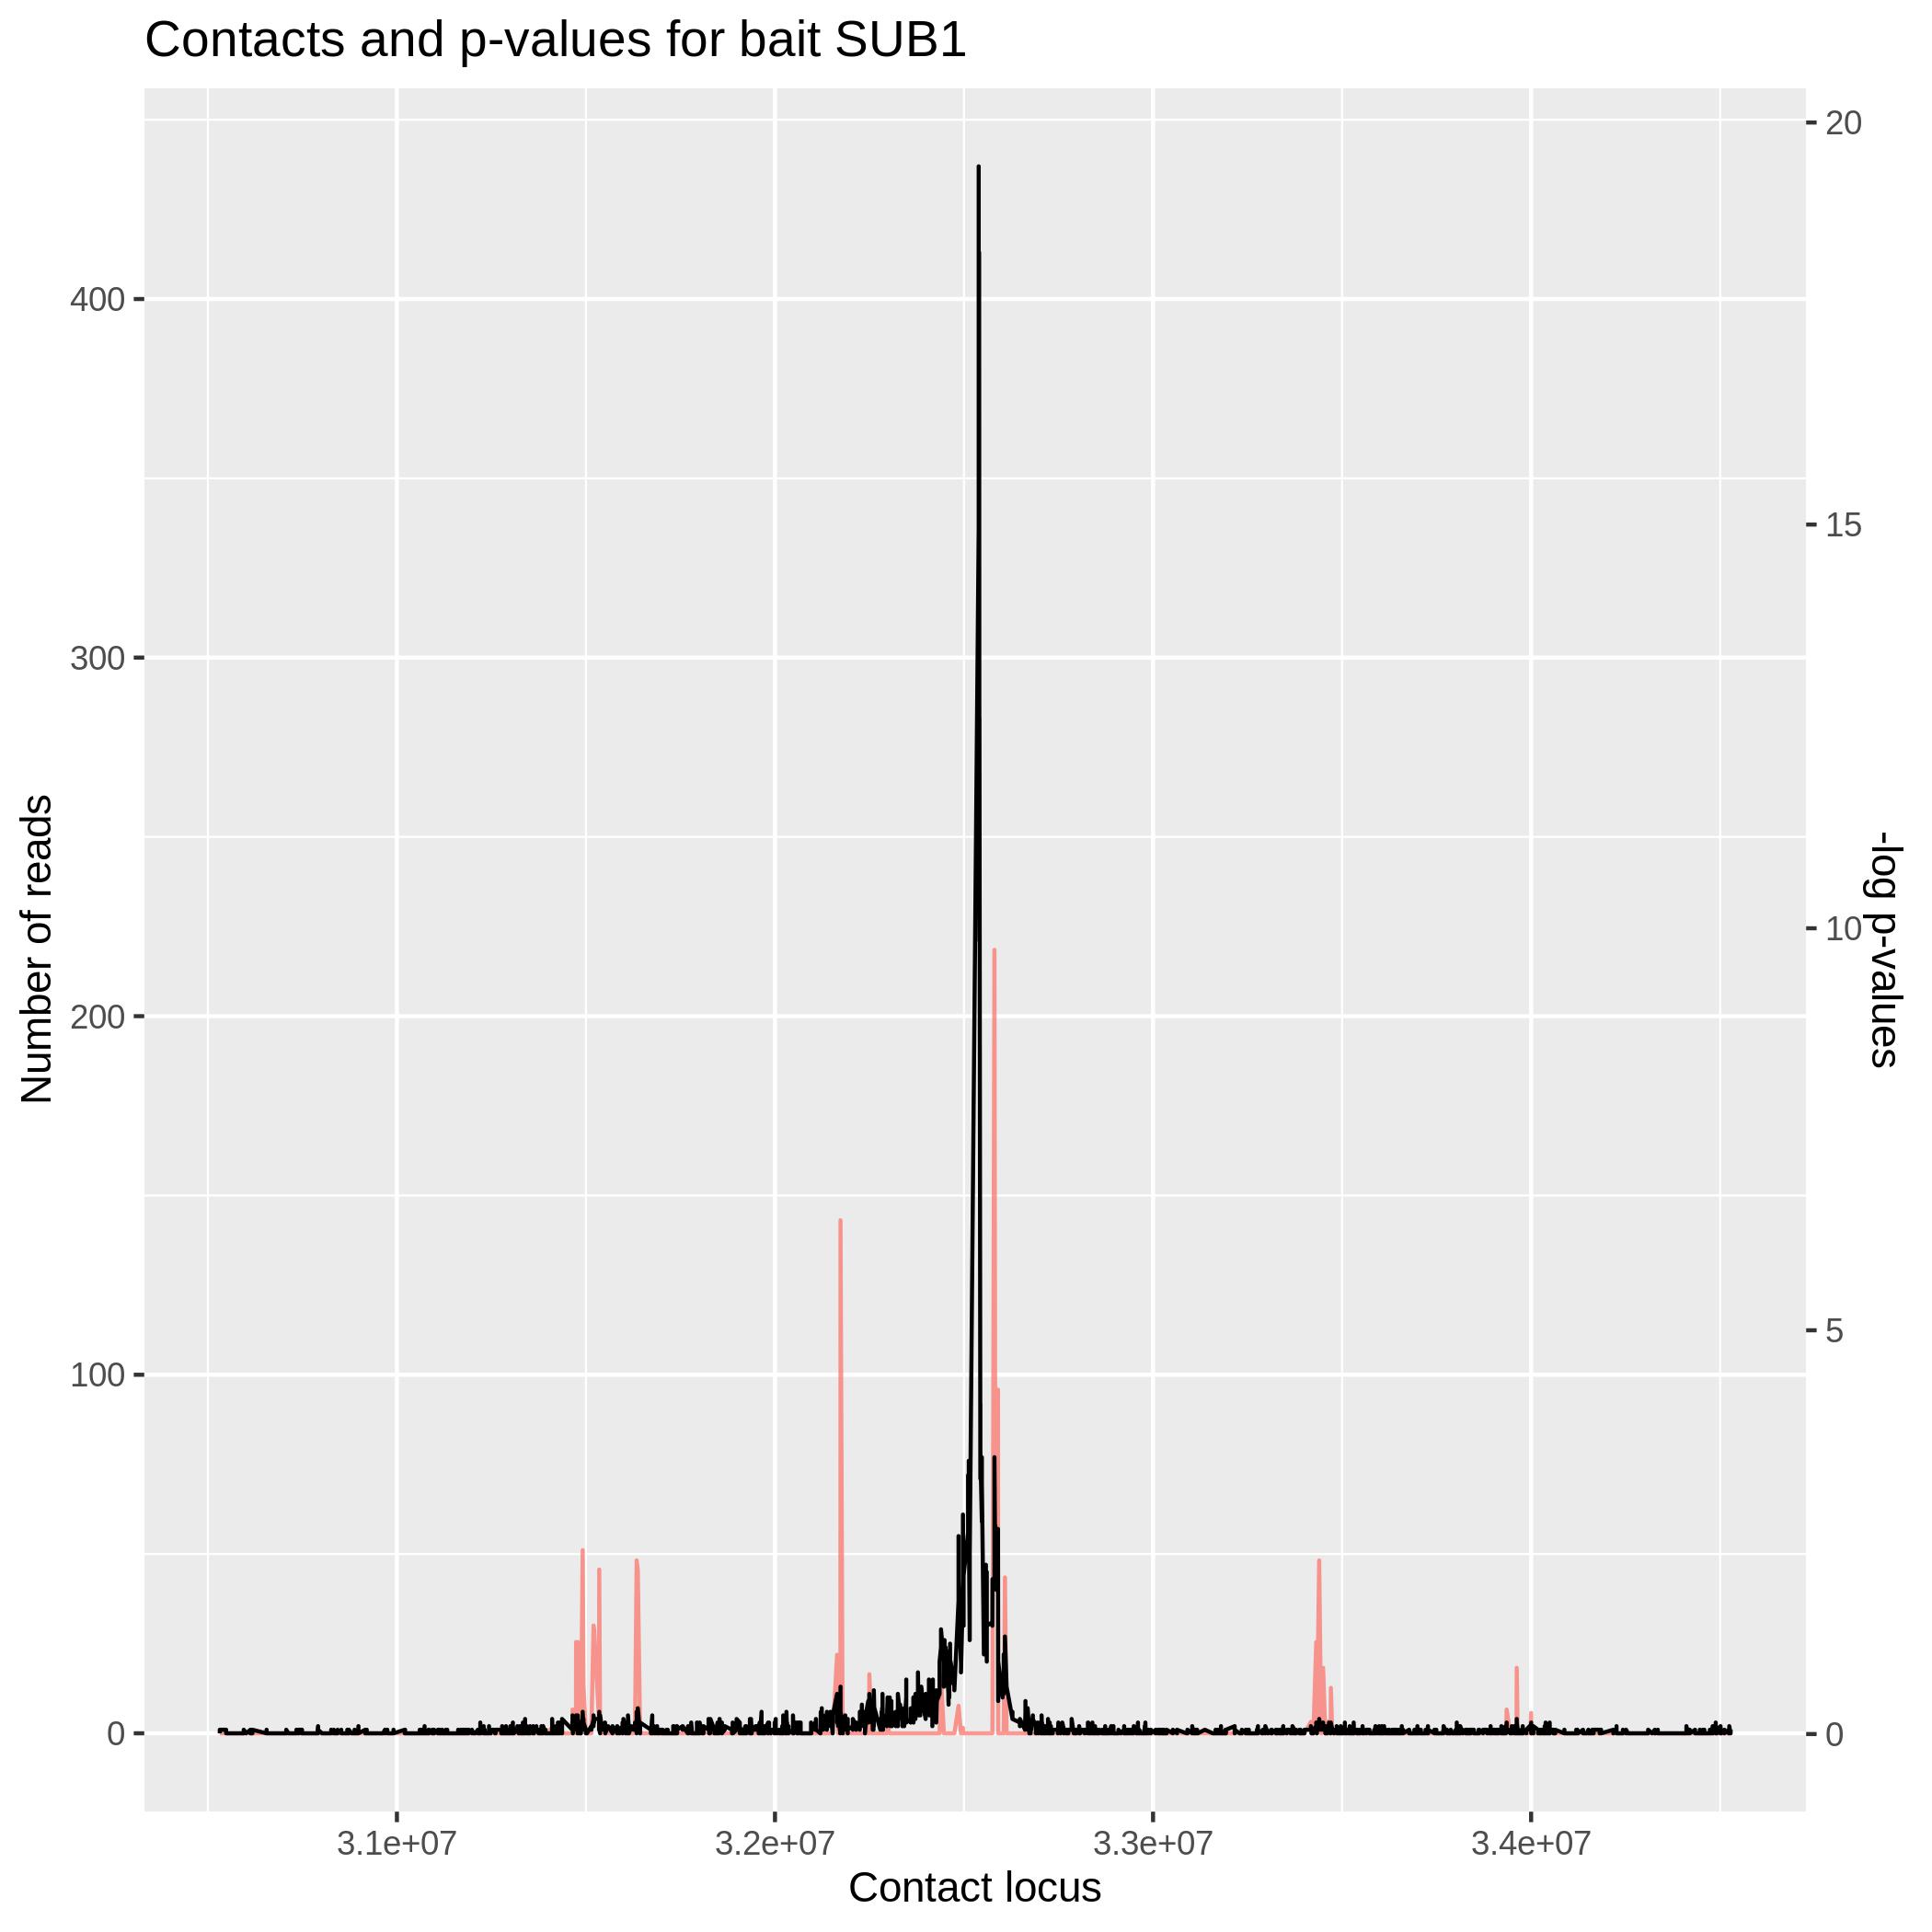 Contacts and p-values for bait SUB1
Number of reads
400
300
200
100
0
20
15
10
5
0
-log p-values
3.1e+07 3.2e+07 3.3e+07 3.4e+07
Contact locus